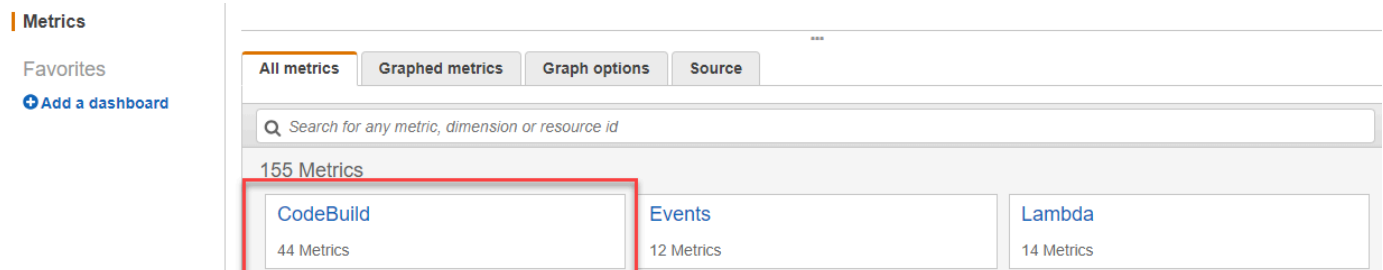 Metrics
Favorites
Add a dashboard
All metrics Graphed metrics Graph options Source
Search for any metric, dimension or resource id
155 Metrics
CodeBuild Events Lambda
44 Metrics 12 Metrics 14 Metrics